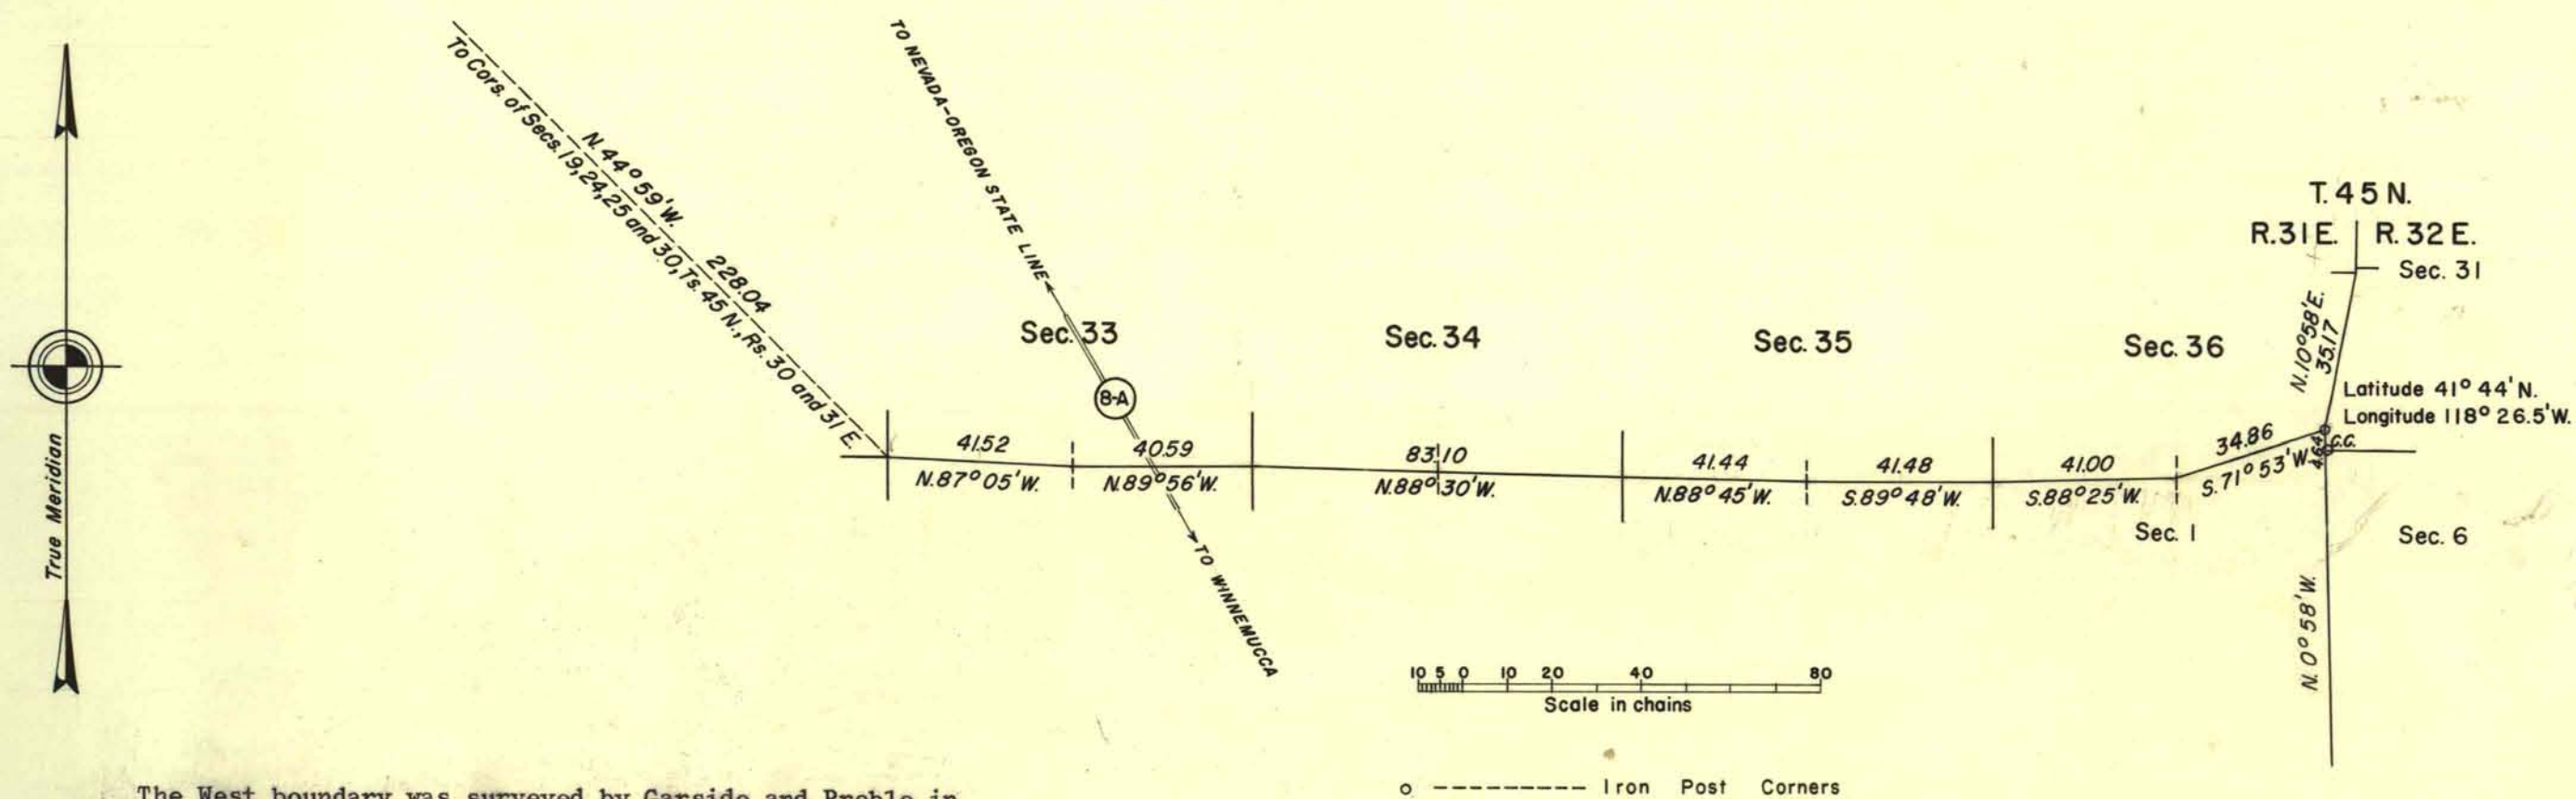 True Meridian
To Cors. of Secs. 19,24,25 and 30, Ts. 45 N., Rs. 30 and 31 E.
N. 44° 59' W.  228.04
TO NEVADA-OREGON STATE LINE
8-A
TO WINNEMUCCA
Sec. 33
Sec. 34
Sec. 35
Sec. 36
T. 45 N.
R. 31 E. R. 32 E.
Sec. 31
N. 10° 58' E.
35.17
Latitude 41° 44' N.
Longitude 118° 26.5' W.
41.52
N. 87° 05' W.
40.59
N. 89° 56' W.
83.10
N. 88° 30' W.
41.44
N. 88° 45' W.
41.48
S. 89° 48' W.
41.00
S. 88° 25' W.
34.86
S. 71° 53' W.
4.64
C.C.
Sec. 1
Sec. 6
N. 0° 58' W.
10 5 0 10 20 40 80
Scale in chains
The West boundary was surveyed by Garside and Preble in
o --------- Iron Post Corners